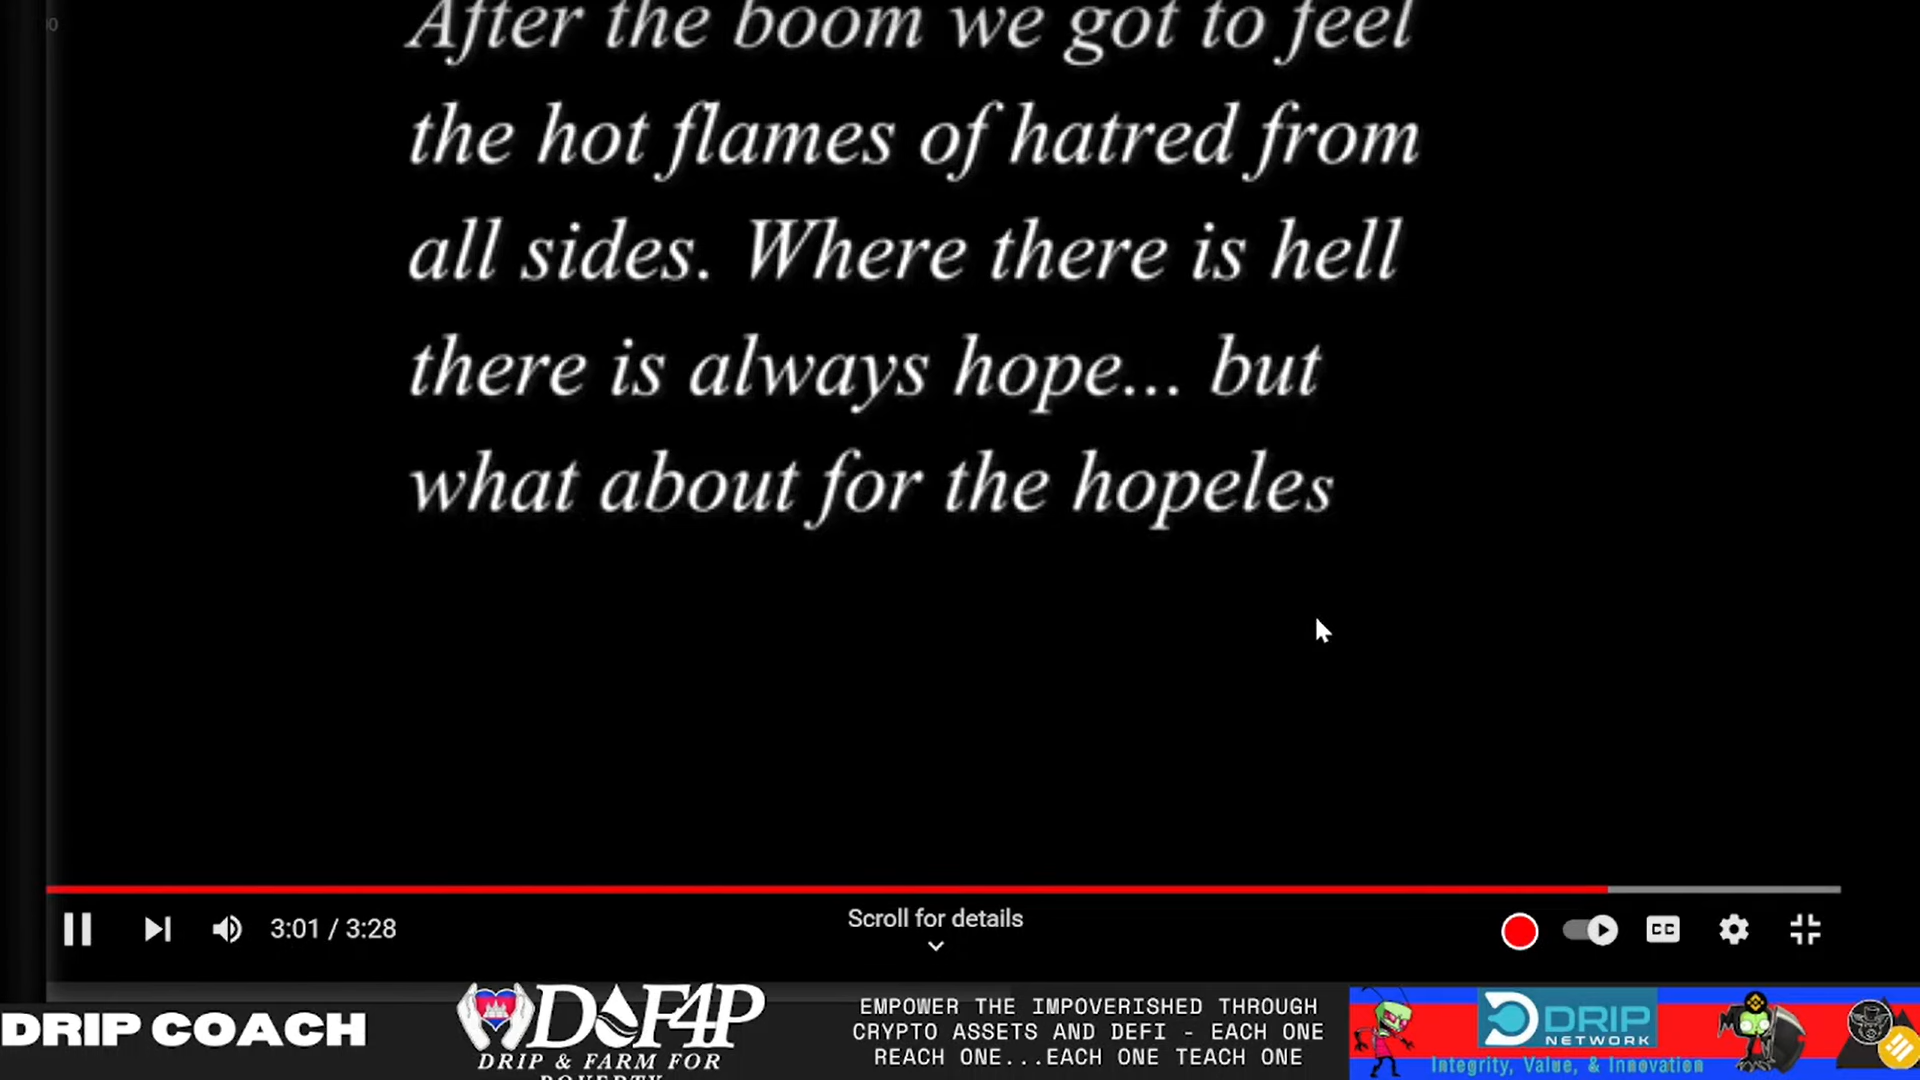 After the boom we got to feel
the hot flames of hatred from
all sides. Where there is hell
there is always hope... but
what about for the hopeles
3:01 / 3:28
Scroll for details
CC
DRIP COACH
DF4P
DRIP & FARM FOR
POVERTY
EMPOWER THE IMPOVERISHED THROUGH
CRYPTO ASSETS AND DEFI - EACH ONE
REACH ONE...EACH ONE TEACH ONE
DRIP
NETWORK
Integrity, Value, & Innovation